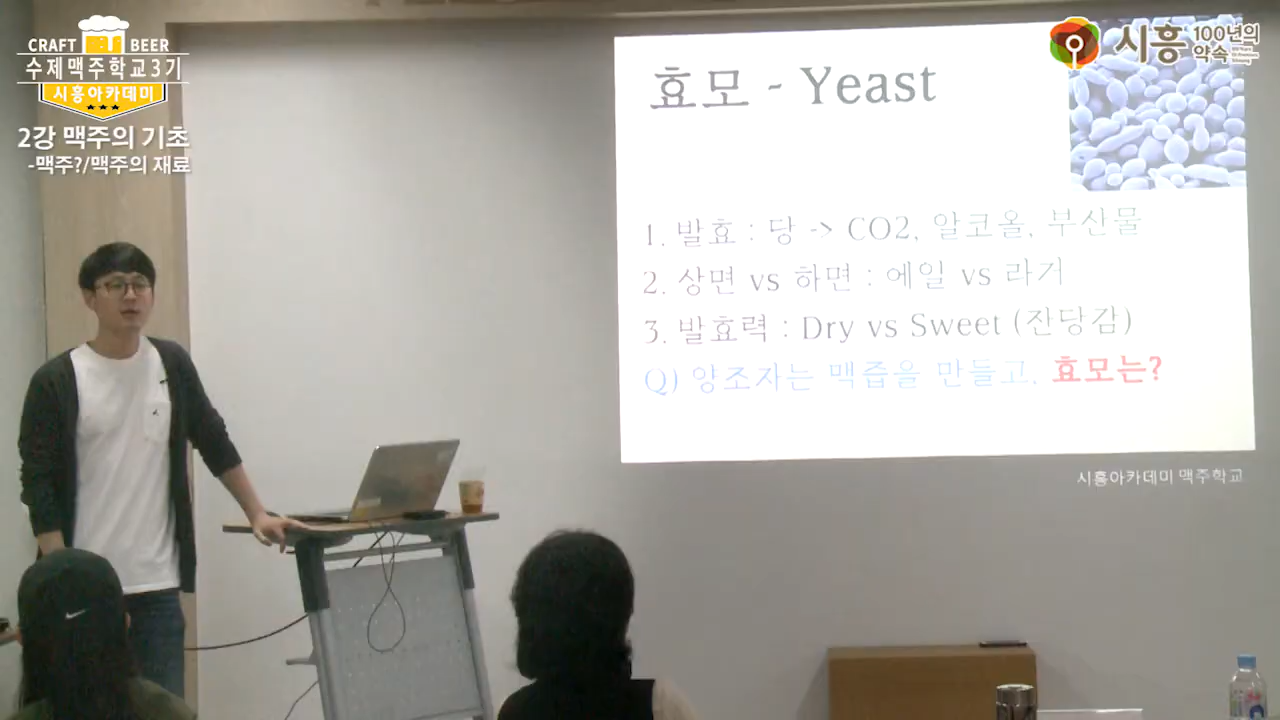 CRAFT BEER
수제맥주학교3기
시흥아카데미
2강 맥주의 기초
-맥주?/맥주의 재료
시흥 100년의 약속
효모 - Yeast
1. 발효 : 당 -> CO2, 알코올, 부산물
2. 상면 vs 하면 : 에일 vs 라거
3. 발효력 : Dry vs Sweet (잔당감)
Q) 양조자는 맥즙을 만들고, 효모는?
시흥아카데미 맥주학교